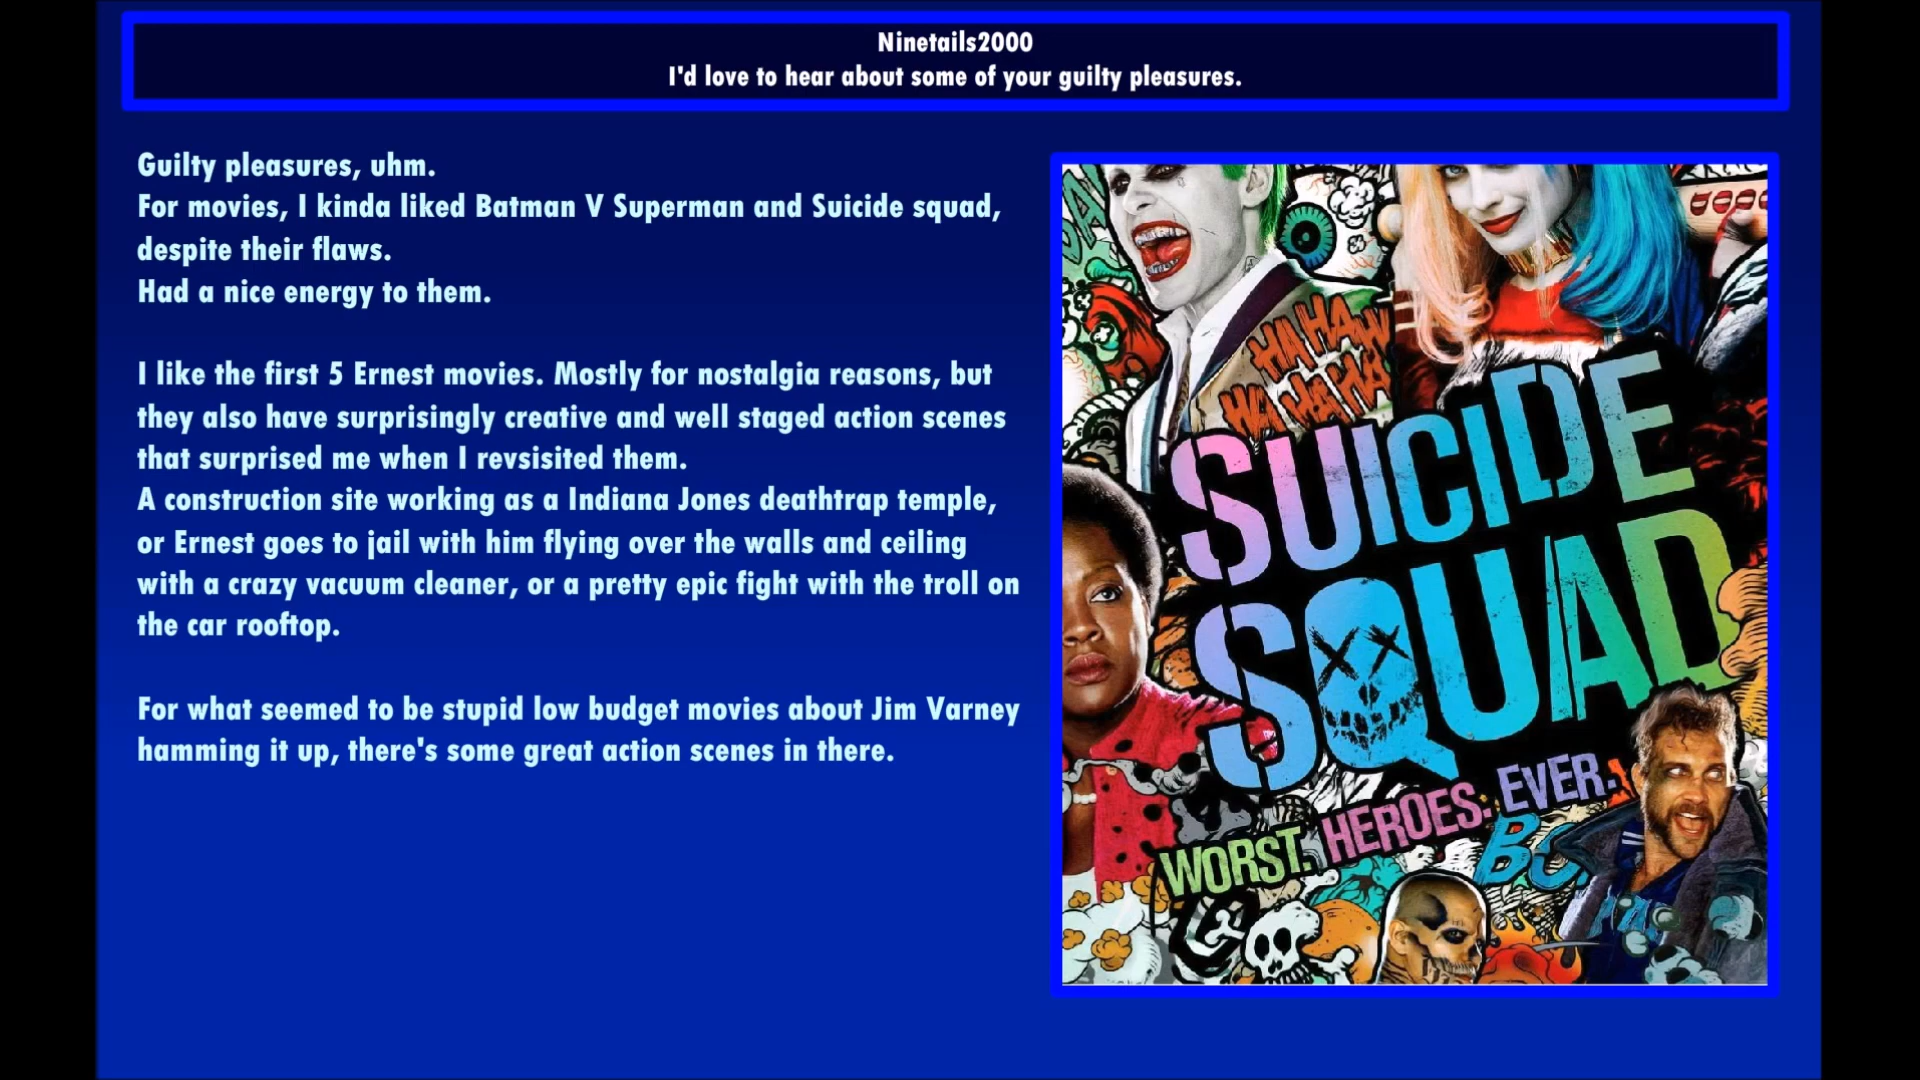 Ninetails2000
I'd love to hear about some of your guilty pleasures.
Guilty pleasures, uhm.
For movies, I kinda liked Batman V Superman and Suicide squad,
despite their flaws.
Had a nice energy to them.
I like the first 5 Ernest movies. Mostly for nostalgia reasons, but
they also have surprisingly creative and well staged action scenes
that surprised me when I revsisited them.
A construction site working as a Indiana Jones deathtrap temple,
or Ernest goes to jail with him flying over the walls and ceiling
with a crazy vacuum cleaner, or a pretty epic fight with the troll on
the car rooftop.
For what seemed to be stupid low budget movies about Jim Varney
hamming it up, there's some great action scenes in there.
HA HA HA
HA HA HA
SUICIDE
SQUAD
WORST. HEROES. EVER.